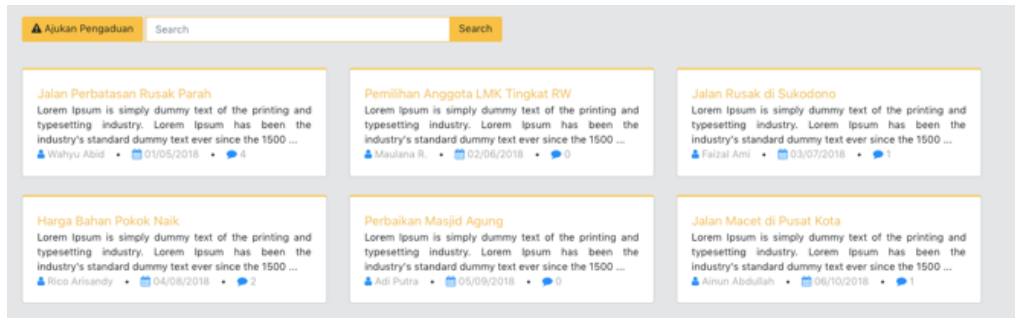 Ajukan Pengaduan Search Search
Jalan Perbatasan Rusak Parah
Lorem Ipsum is simply dummy text of the printing and
typesetting industry. Lorem Ipsum has been the
industry's standard dummy text ever since the 1500 ...
Wahyu Abid • 01/05/2018 • 4
Pemilihan Anggota LMK Tingkat RW
Lorem Ipsum is simply dummy text of the printing and
typesetting industry. Lorem Ipsum has been the
industry's standard dummy text ever since the 1500 ...
Maulana R. • 02/06/2018 • 0
Jalan Rusak di Sukodono
Lorem Ipsum is simply dummy text of the printing and
typesetting industry. Lorem Ipsum has been the
industry's standard dummy text ever since the 1500 ...
Faizal Ami • 03/07/2018 • 1
Harga Bahan Pokok Naik
Lorem Ipsum is simply dummy text of the printing and
typesetting industry. Lorem Ipsum has been the
industry's standard dummy text ever since the 1500 ...
Rico Arisandy • 04/08/2018 • 2
Perbaikan Masjid Agung
Lorem Ipsum is simply dummy text of the printing and
typesetting industry. Lorem Ipsum has been the
industry's standard dummy text ever since the 1500 ...
Adi Putra • 05/09/2018 • 0
Jalan Macet di Pusat Kota
Lorem Ipsum is simply dummy text of the printing and
typesetting industry. Lorem Ipsum has been the
industry's standard dummy text ever since the 1500 ...
Ainun Abdullah • 06/10/2018 • 1